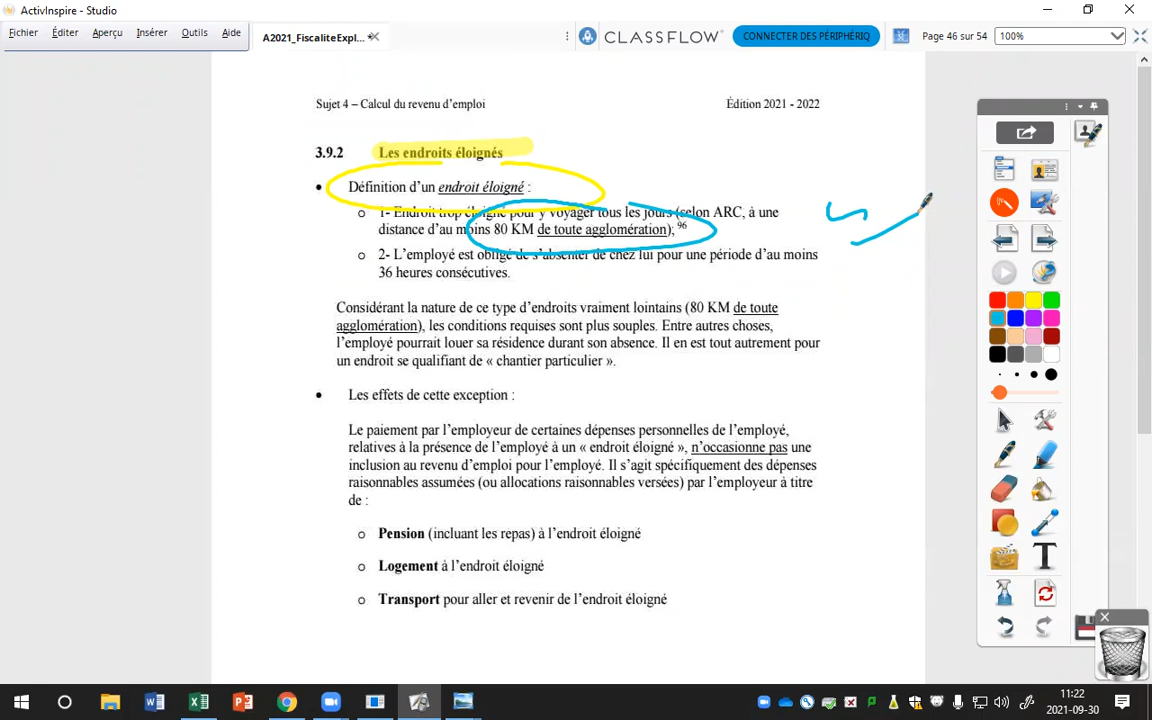 ActivInspire - Studio
Fichier Éditer Aperçu Insérer Outils Aide
A2021_FiscaliteExpl...
CLASSFLOW
CONNECTER DES PÉRIPHÉRIQ
Page 46 sur 54
100%
Sujet 4 – Calcul du revenu d'emploi Édition 2021 - 2022
3.9.2 Les endroits éloignés
• Définition d'un endroit éloigné :
o 1- Endroit trop éloigné pour y voyager tous les jours (selon ARC, à une
distance d'au moins 80 KM de toute agglomération); 96
o 2- L'employé est obligé de s'absenter de chez lui pour une période d'au moins
36 heures consécutives.
Considérant la nature de ce type d'endroits vraiment lointains (80 KM de toute
agglomération), les conditions requises sont plus souples. Entre autres choses,
l'employé pourrait louer sa résidence durant son absence. Il en est tout autrement pour
un endroit se qualifiant de « chantier particulier ».
• Les effets de cette exception :
Le paiement par l'employeur de certaines dépenses personnelles de l'employé,
relatives à la présence de l'employé à un « endroit éloigné », n'occasionne pas une
inclusion au revenu d'emploi pour l'employé. Il s'agit spécifiquement des dépenses
raisonnables assumées (ou allocations raisonnables versées) par l'employeur à titre
de :
o Pension (incluant les repas) à l'endroit éloigné
o Logement à l'endroit éloigné
o Transport pour aller et revenir de l'endroit éloigné
11:22
2021-09-30